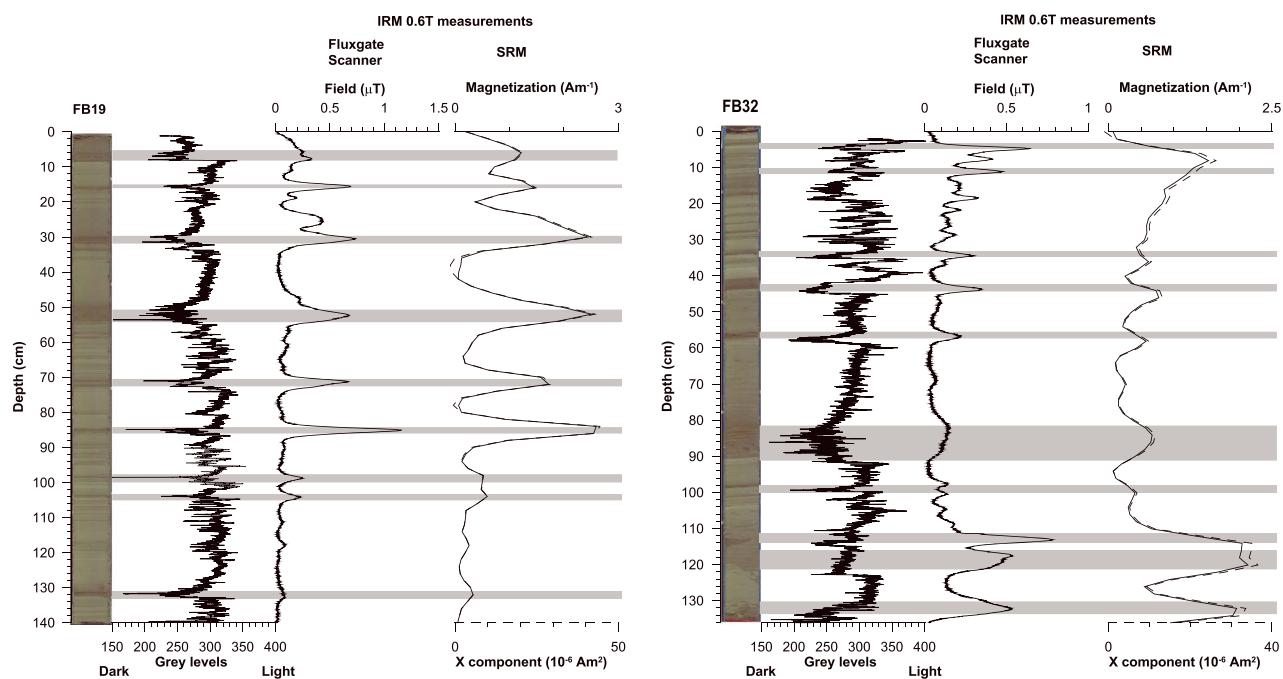 IRM 0.6T measurements
Fluxgate
Scanner
SRM
Field (μT)
Magnetization (Am⁻¹)
FB19
0 0.5 1 1.5 0 3
0
10
20
30
40
50
60
70
80
90
100
110
120
130
140
Depth (cm)
150 200 250 300 350 400
0 50
Grey levels
Dark
Light
X component (10⁻⁶ Am²)
IRM 0.6T measurements
Fluxgate
Scanner
SRM
Field (μT)
Magnetization (Am⁻¹)
FB32
0 0.5 1 0 2.5
0
10
20
30
40
50
60
70
80
90
100
110
120
130
Depth (cm)
150 200 250 300 350 400
0 40
Grey levels
Dark
Light
X component (10⁻⁶ Am²)